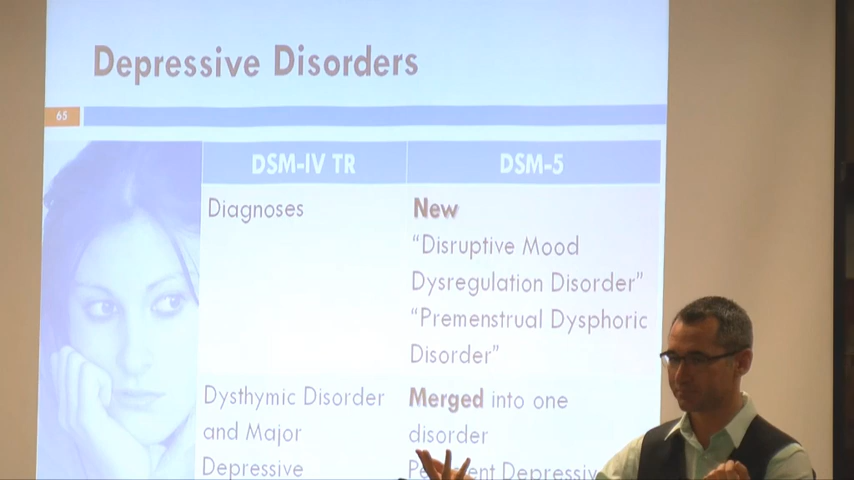 Depressive Disorders
65
DSM-IV TR
DSM-5
Diagnoses
New
“Disruptive Mood
Dysregulation Disorder”
“Premenstrual Dysphoric
Disorder”
Dysthymic Disorder
and Major
Depressive
Merged into one
disorder